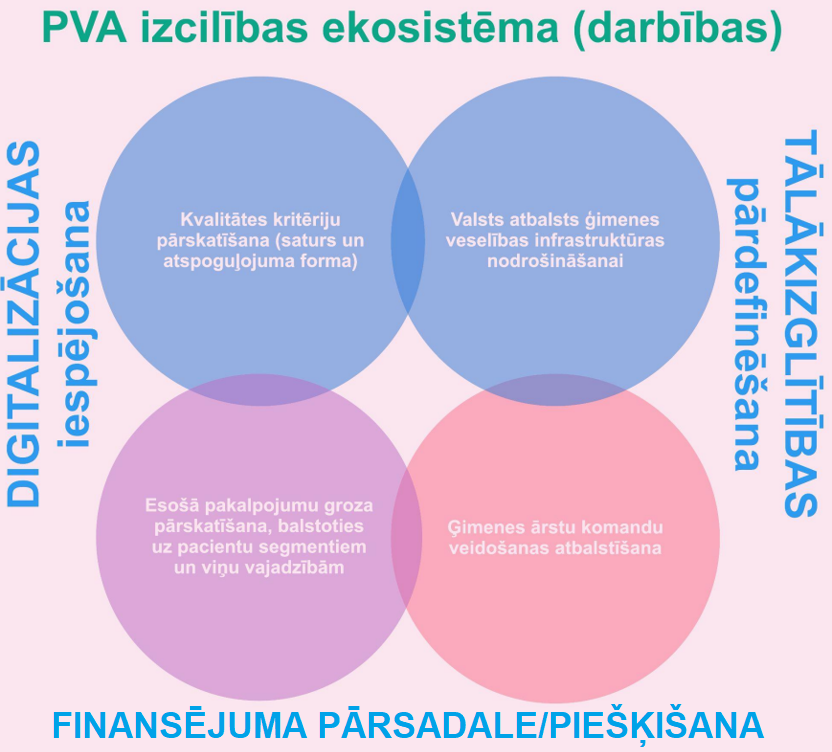 PVA izcilības ekosistēma (darbības)
DIGITALIZĀCIJAS
iespējošana
Kvalitātes kritēriju
pārskatīšana (saturs un
atspoguļojuma forma)
Valsts atbalsts ģimenes
veselības infrastruktūras
nodrošināšanai
TĀLĀKIZGLĪTĪBAS
pārdefinēšana
Esošā pakalpojumu groza
pārskatīšana, balstoties
uz pacientu segmentiem
un viņu vajadzībām
Ģimenes ārstu komandu
veidošanas atbalstīšana
FINANSĒJUMA PĀRSADALE/PIEŠĶIŠANA